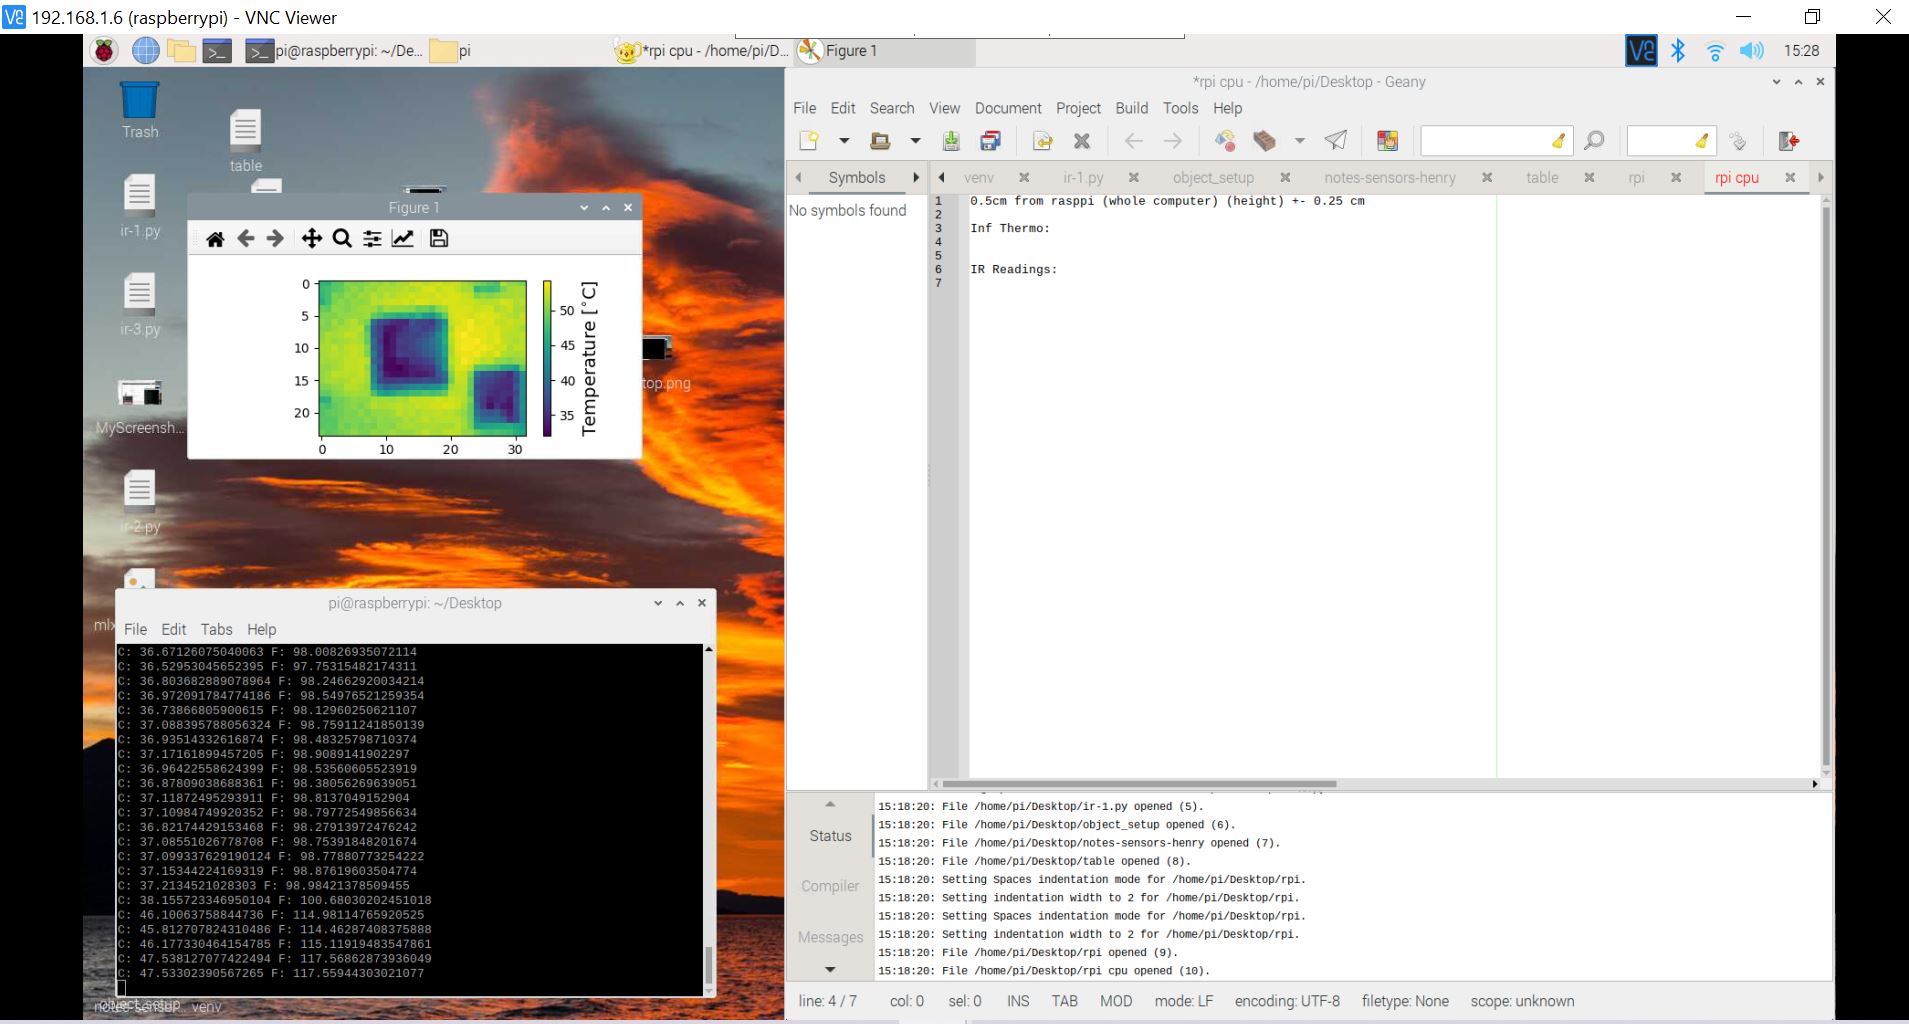 192.168.1.6 (raspberrypi) - VNC Viewer
pi@raspberrypi: ~/De...
pi
*rpi cpu - /home/pi/D...
Figure 1
15:28
Trash
table
ir-1.py
ir-3.py
MyScreensh...
ir-2.py
top.png
Figure 1
0
5
10
15
20
0
10
20
30
50
45
40
35
Temperature [°C]
pi@raspberrypi: ~/Desktop
File Edit Tabs Help
C: 36.67126075040063 F: 98.00826935072114
C: 36.52953045652395 F: 97.75315482174311
C: 36.803682889078964 F: 98.24662920034214
C: 36.972091784774186 F: 98.54976521259354
C: 36.73866805900615 F: 98.12960250621107
C: 37.088395788056324 F: 98.75911241850139
C: 36.93514332616874 F: 98.48325798710374
C: 37.17161899457205 F: 98.9089141902297
C: 36.96422558624399 F: 98.53560605523919
C: 36.87809038688361 F: 98.38056269639051
C: 37.11872495293911 F: 98.8137049152904
C: 37.10984749920352 F: 98.79772549856634
C: 36.82174429153468 F: 98.27913972476242
C: 37.08551026778708 F: 98.75391848201674
C: 37.099337629190124 F: 98.77880773254222
C: 37.15344224169319 F: 98.87619603504774
C: 37.2134521028303 F: 98.98421378509455
C: 38.155723346950104 F: 100.68030202451018
C: 46.10063758844736 F: 114.98114765920525
C: 45.812707824310486 F: 114.46287408375888
C: 46.177330464154785 F: 115.11919483547861
C: 47.538127077422494 F: 117.56862873936049
C: 47.53302390567265 F: 117.55944303021077
venv
*rpi cpu - /home/pi/Desktop - Geany
File Edit Search View Document Project Build Tools Help
Symbols
venv ir-1.py object_setup notes-sensors-henry table rpi rpi cpu
No symbols found
1 0.5cm from rasppi (whole computer) (height) +- 0.25 cm
2
3 Inf Thermo:
4
5
6 IR Readings:
7
Status
Compiler
Messages
15:18:20: File /home/pi/Desktop/ir-1.py opened (5).
15:18:20: File /home/pi/Desktop/object_setup opened (6).
15:18:20: File /home/pi/Desktop/notes-sensors-henry opened (7).
15:18:20: File /home/pi/Desktop/table opened (8).
15:18:20: Setting Spaces indentation mode for /home/pi/Desktop/rpi.
15:18:20: Setting indentation width to 2 for /home/pi/Desktop/rpi.
15:18:20: Setting Spaces indentation mode for /home/pi/Desktop/rpi.
15:18:20: Setting indentation width to 2 for /home/pi/Desktop/rpi.
15:18:20: File /home/pi/Desktop/rpi opened (9).
15:18:20: File /home/pi/Desktop/rpi cpu opened (10).
line: 4 / 7 col: 0 sel: 0 INS TAB MOD mode: LF encoding: UTF-8 filetype: None scope: unknown